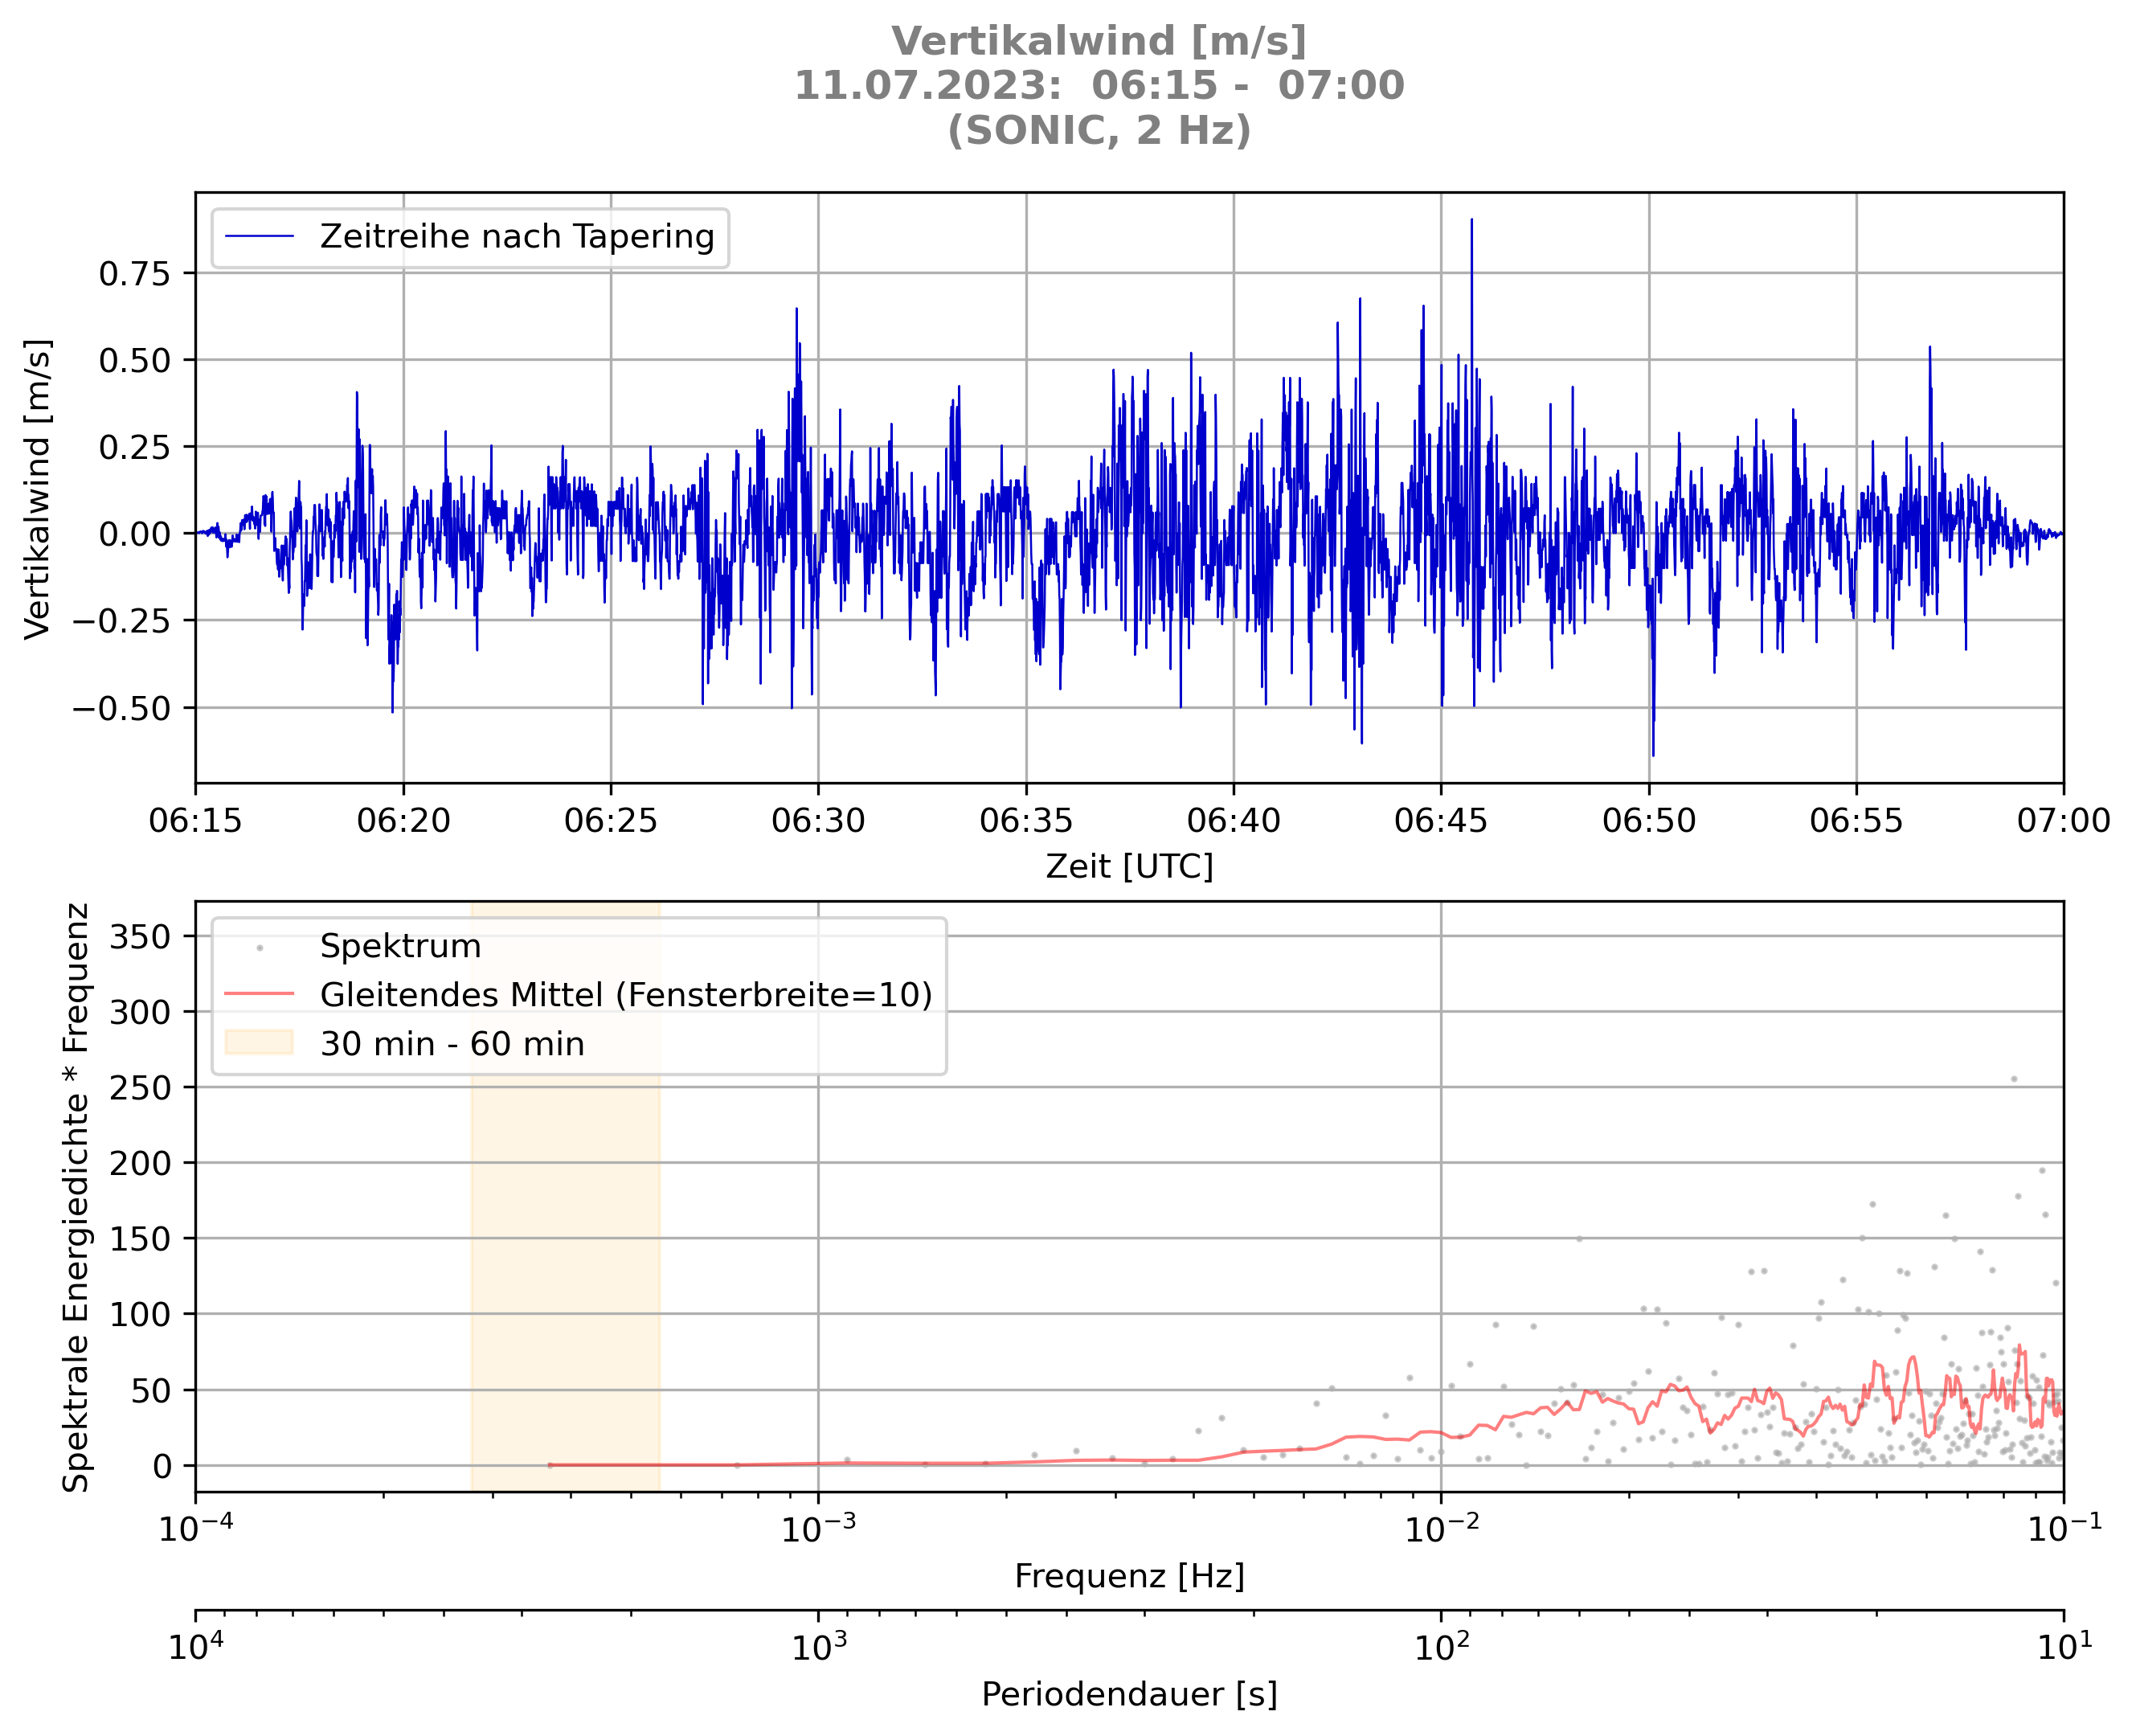 Vertikalwind [m/s]
11.07.2023:  06:15 -  07:00
(SONIC, 2 Hz)
Zeitreihe nach Tapering
0.75
0.50
0.25
0.00
−0.25
−0.50
Vertikalwind [m/s]
06:15 06:20 06:25 06:30 06:35 06:40 06:45 06:50 06:55 07:00
Zeit [UTC]
Spektrum
Gleitendes Mittel (Fensterbreite=10)
30 min - 60 min
350
300
250
200
150
100
50
0
Spektrale Energiedichte * Frequenz
10⁻⁴ 10⁻³ 10⁻² 10⁻¹
Frequenz [Hz]
10⁴ 10³ 10² 10¹
Periodendauer [s]